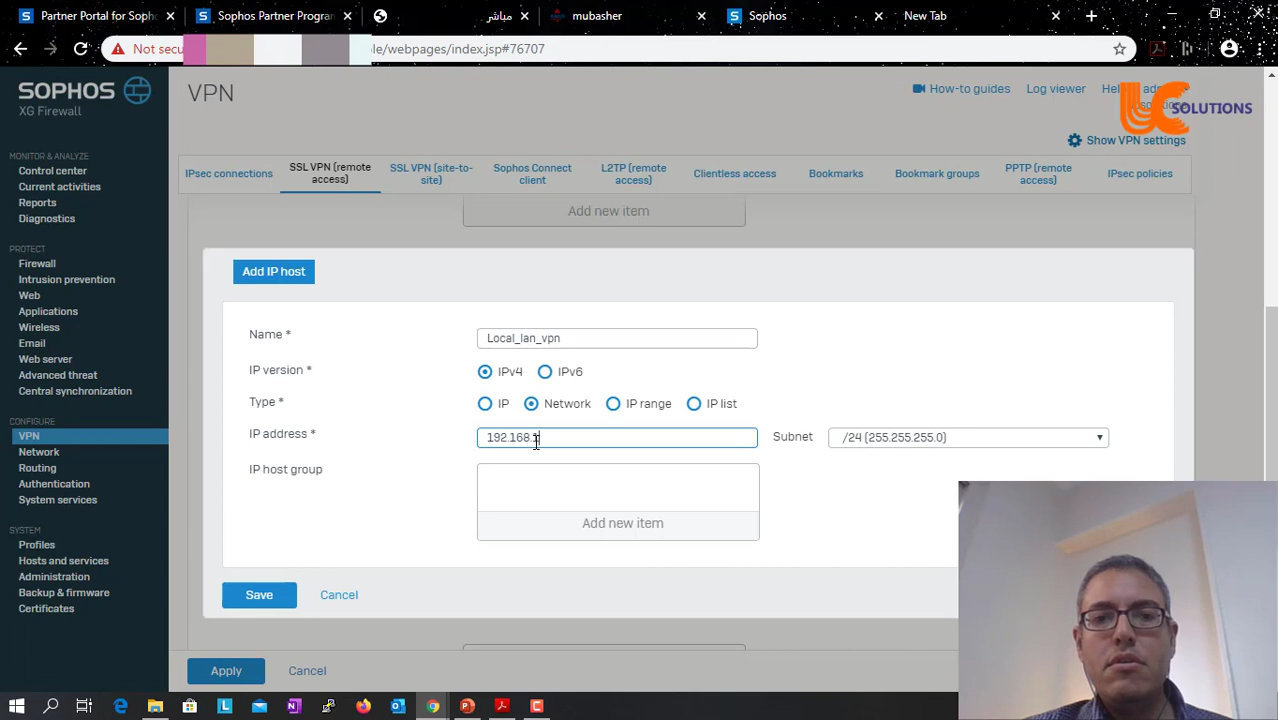 Partner Portal for Sopho
Sophos Partner Progran
مباشر
mubasher
Sophos
New Tab
Not secu
le/webpages/index.jsp#76707
SOPHOS
XG Firewall
VPN
How-to guides
Log viewer
SOLUTIONS
Show VPN settings
MONITOR & ANALYZE
Control center
Current activities
Reports
Diagnostics
PROTECT
Firewall
Intrusion prevention
Web
Applications
Wireless
Email
Web server
Advanced threat
Central synchronization
CONFIGURE
VPN
Network
Routing
Authentication
System services
SYSTEM
Profiles
Hosts and services
Administration
Backup & firmware
Certificates
IPsec connections
SSL VPN (remote
access)
SSL VPN (site-to-
site)
Sophos Connect
client
L2TP (remote
access)
Clientless access
Bookmarks
Bookmark groups
PPTP (remote
access)
IPsec policies
Add new item
Add IP host
Name *
Local_lan_vpn
IP version *
IPv4
IPv6
Type *
IP
Network
IP range
IP list
IP address *
192.168.1
Subnet
/24 (255.255.255.0)
IP host group
Add new item
Save
Cancel
Apply
Cancel